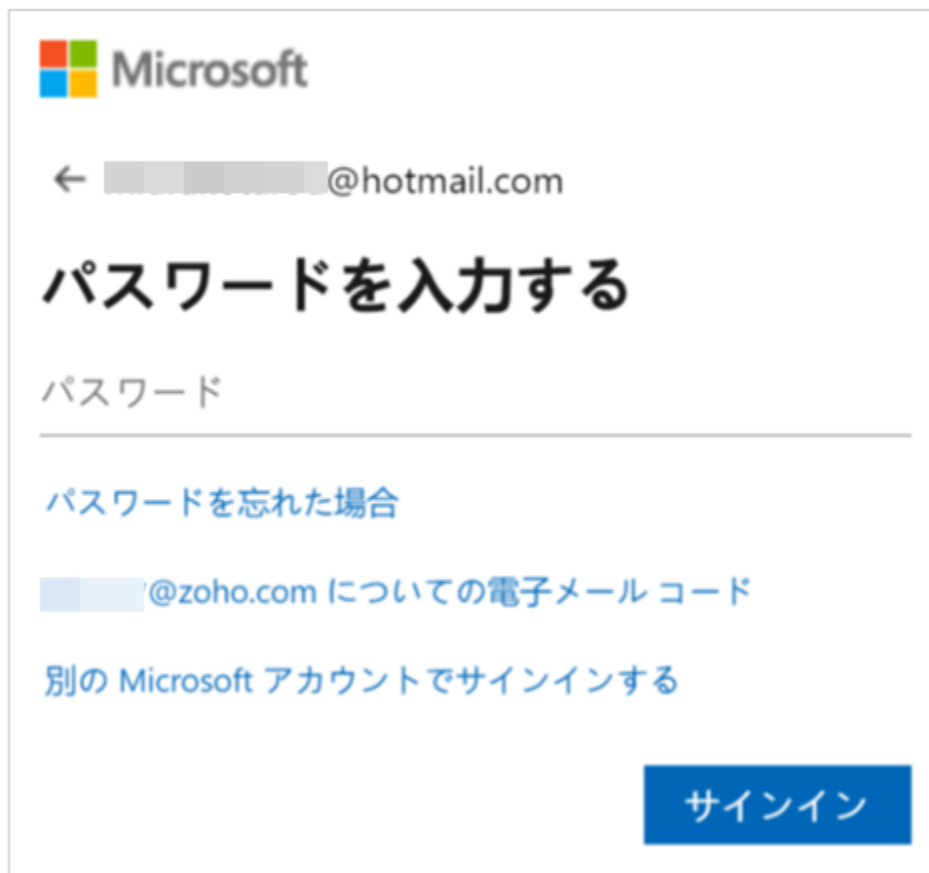 Microsoft
@hotmail.com
パスワードを入力する
パスワード
パスワードを忘れた場合
@zoho.com についての電子メール コード
別の Microsoft アカウントでサインインする
サインイン